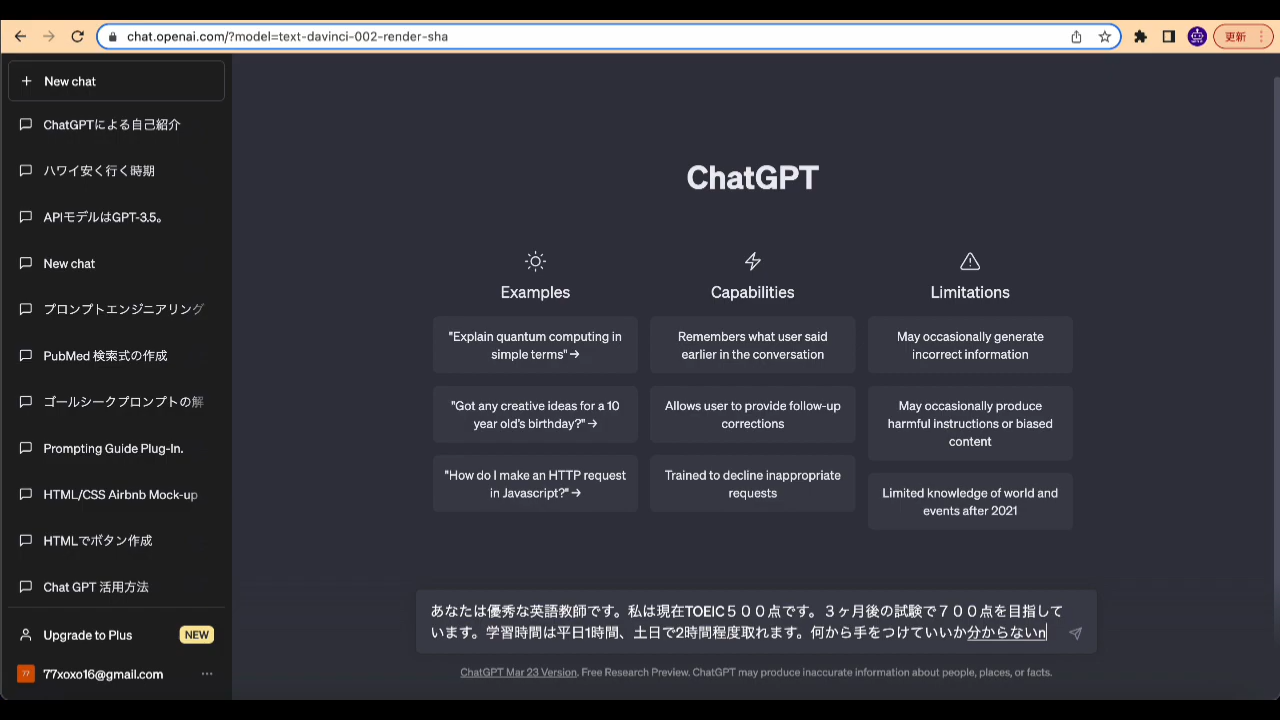 chat.openai.com/?model=text-davinci-002-render-sha
更新
New chat
ChatGPTによる自己紹介
ハワイ安く行く時期
APIモデルはGPT-3.5。
New chat
プロンプトエンジニアリング
PubMed 検索式の作成
ゴールシークプロンプトの解
Prompting Guide Plug-In.
HTML/CSS Airbnb Mock-up
HTMLでボタン作成
Chat GPT 活用方法
Upgrade to Plus
NEW
77
77xoxo16@gmail.com
ChatGPT
Examples
"Explain quantum computing in
simple terms" →
"Got any creative ideas for a 10
year old's birthday?" →
"How do I make an HTTP request
in Javascript?" →
Capabilities
Remembers what user said
earlier in the conversation
Allows user to provide follow-up
corrections
Trained to decline inappropriate
requests
Limitations
May occasionally generate
incorrect information
May occasionally produce
harmful instructions or biased
content
Limited knowledge of world and
events after 2021
あなたは優秀な英語教師です。私は現在TOEIC５００点です。３ヶ月後の試験で７００点を目指して
います。学習時間は平日1時間、土日で2時間程度取れます。何から手をつけていいか分からないn
ChatGPT Mar 23 Version. Free Research Preview. ChatGPT may produce inaccurate information about people, places, or facts.